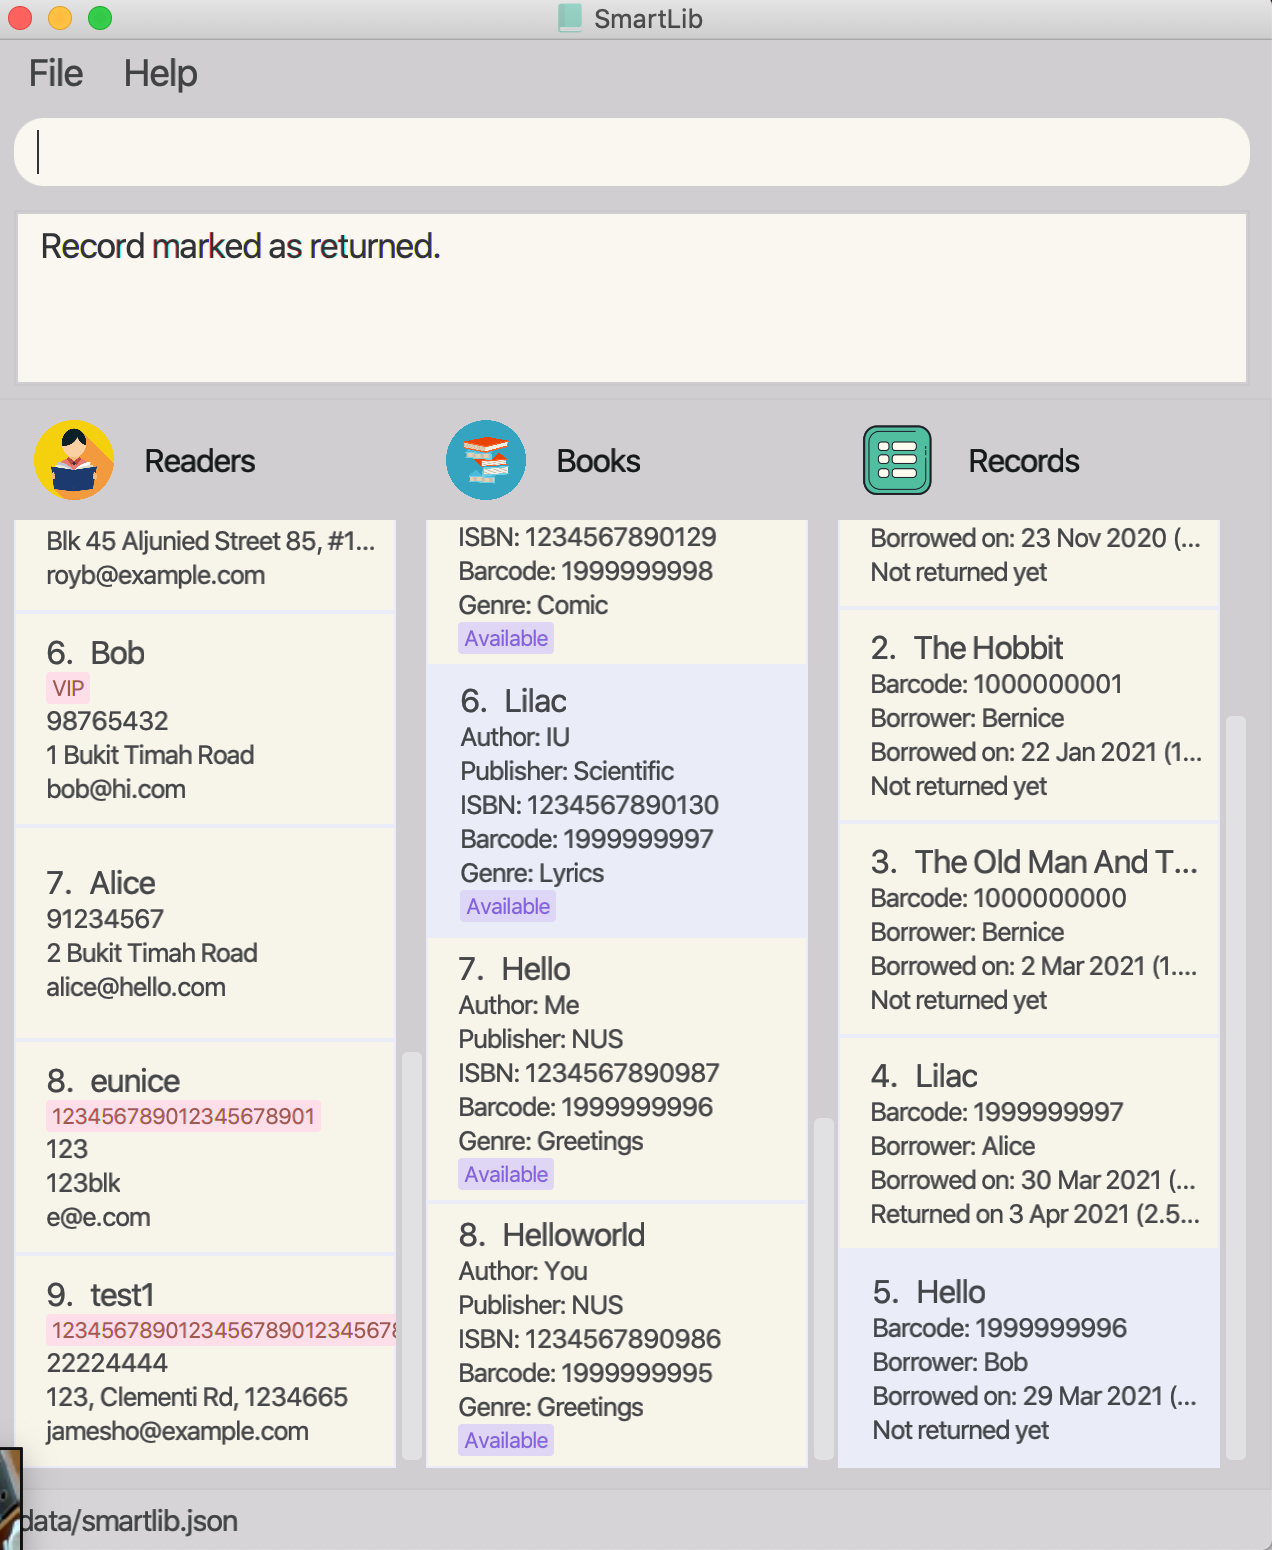 SmartLib
File Help
Record marked as returned.
Readers
Blk 45 Aljunied Street 85, #1...
royb@example.com
6. Bob
VIP
98765432
1 Bukit Timah Road
bob@hi.com
7. Alice
91234567
2 Bukit Timah Road
alice@hello.com
8. eunice
123456789012345678901
123
123blk
e@e.com
9. test1
123456789012345678901234567
22224444
123, Clementi Rd, 1234665
jamesho@example.com
Books
ISBN: 1234567890129
Barcode: 1999999998
Genre: Comic
Available
6. Lilac
Author: IU
Publisher: Scientific
ISBN: 1234567890130
Barcode: 1999999997
Genre: Lyrics
Available
7. Hello
Author: Me
Publisher: NUS
ISBN: 1234567890987
Barcode: 1999999996
Genre: Greetings
Available
8. Helloworld
Author: You
Publisher: NUS
ISBN: 1234567890986
Barcode: 1999999995
Genre: Greetings
Available
Records
Borrowed on: 23 Nov 2020 (...
Not returned yet
2. The Hobbit
Barcode: 1000000001
Borrower: Bernice
Borrowed on: 22 Jan 2021 (1...
Not returned yet
3. The Old Man And T...
Barcode: 1000000000
Borrower: Bernice
Borrowed on: 2 Mar 2021 (1....
Not returned yet
4. Lilac
Barcode: 1999999997
Borrower: Alice
Borrowed on: 30 Mar 2021 (...
Returned on 3 Apr 2021 (2.5...
5. Hello
Barcode: 1999999996
Borrower: Bob
Borrowed on: 29 Mar 2021 (...
Not returned yet
data/smartlib.json